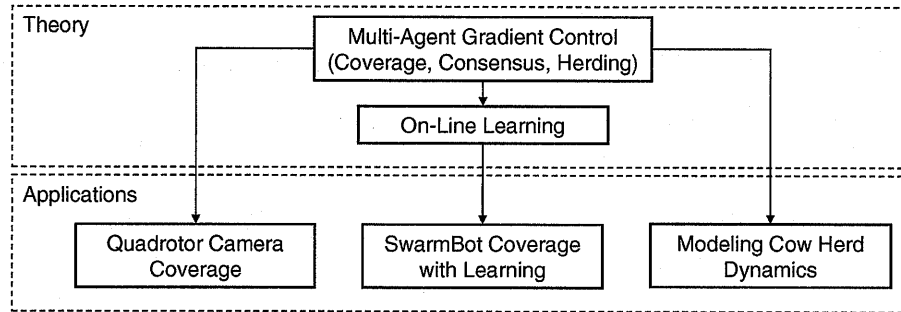 Theory
Multi-Agent Gradient Control
(Coverage, Consensus, Herding)
On-Line Learning
Applications
Quadrotor Camera
Coverage
SwarmBot Coverage
with Learning
Modeling Cow Herd
Dynamics